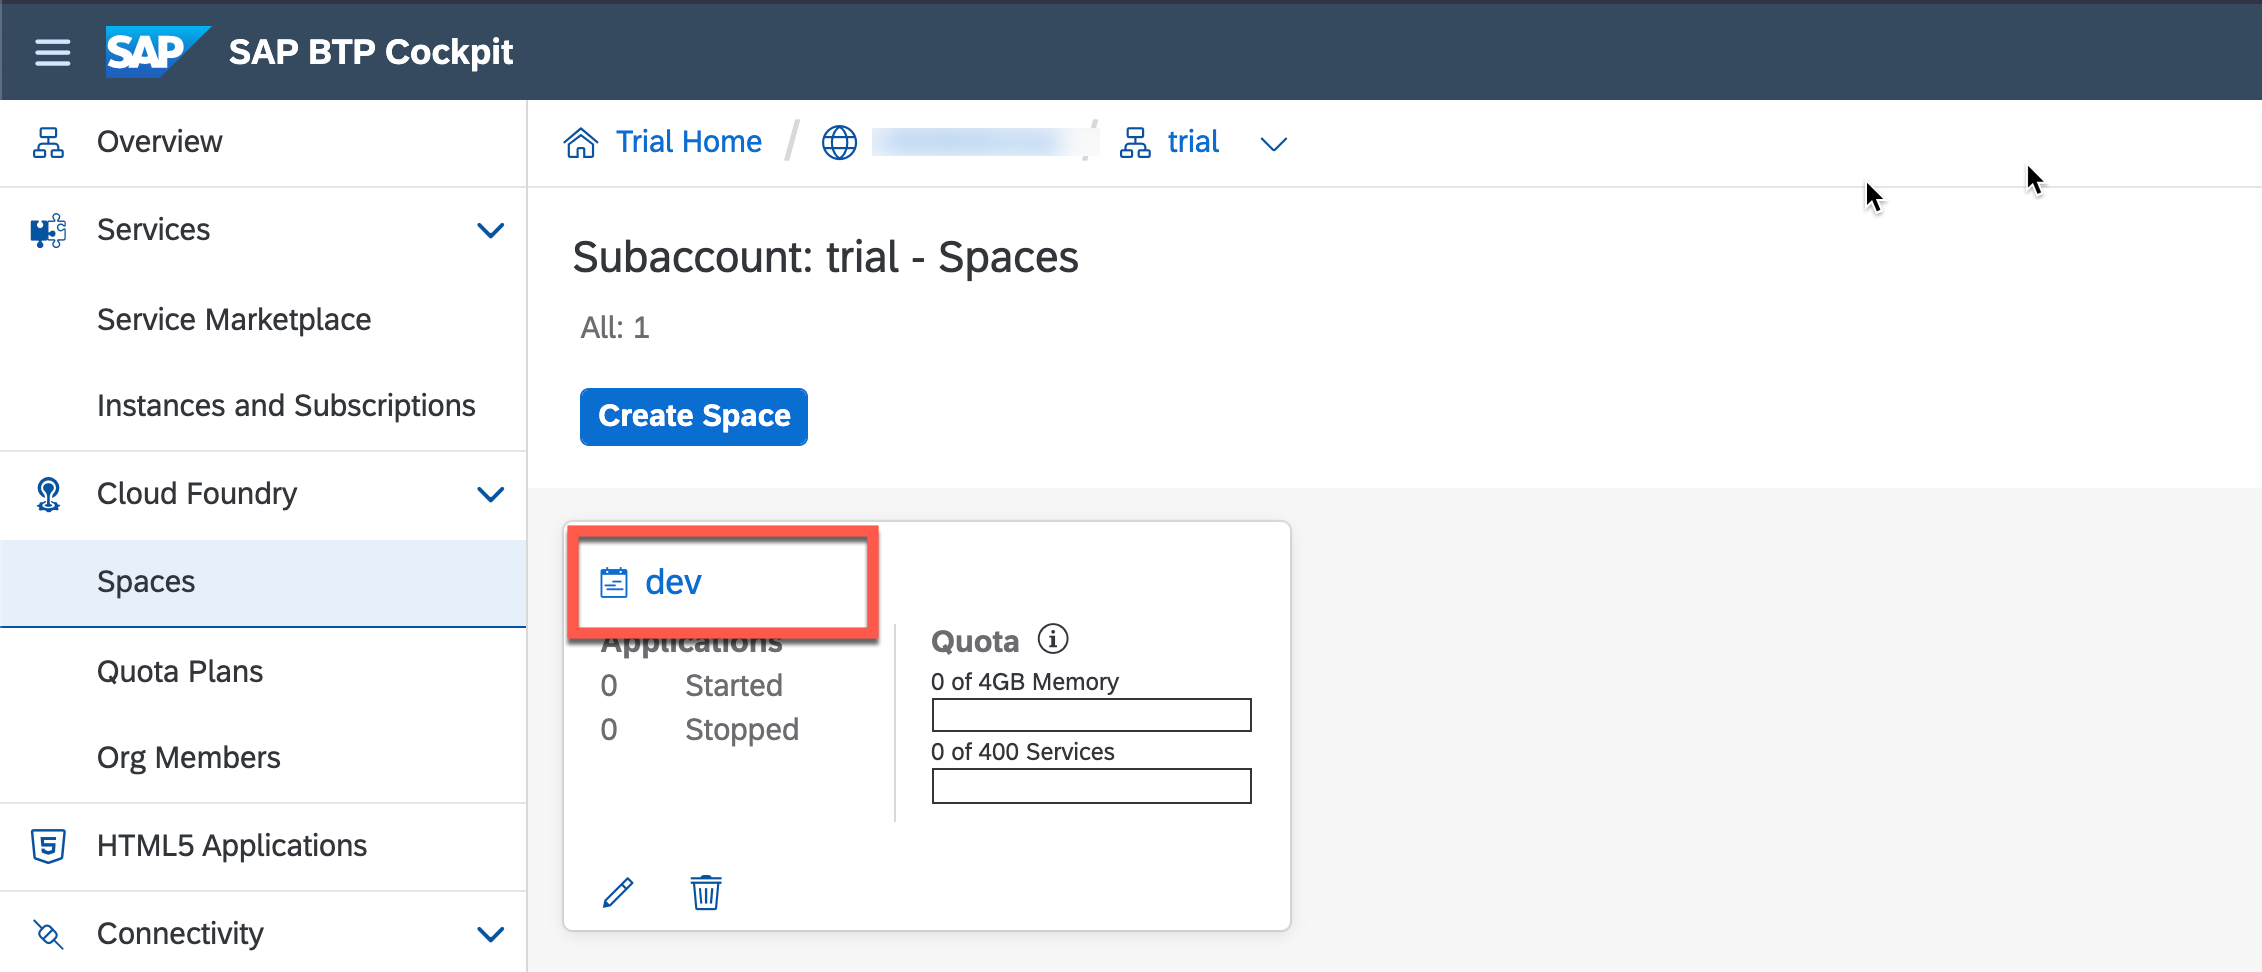 SAP SAP BTP Cockpit
Overview
Services
Service Marketplace
Instances and Subscriptions
Cloud Foundry
Spaces
Quota Plans
Org Members
HTML5 Applications
Connectivity
Trial Home / / trial
Subaccount: trial - Spaces
All: 1
Create Space
dev
Applications
0 Started
0 Stopped
Quota
0 of 4GB Memory
0 of 400 Services